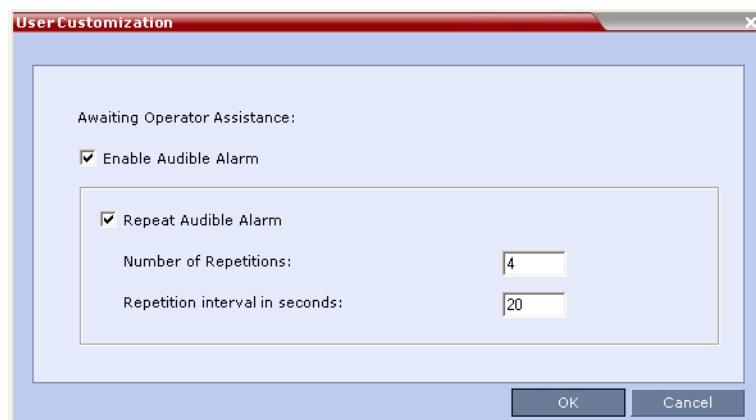 User Customization
Awaiting Operator Assistance:
Enable Audible Alarm
Repeat Audible Alarm
Number of Repetitions: 4
Repetition interval in seconds: 20
OK Cancel